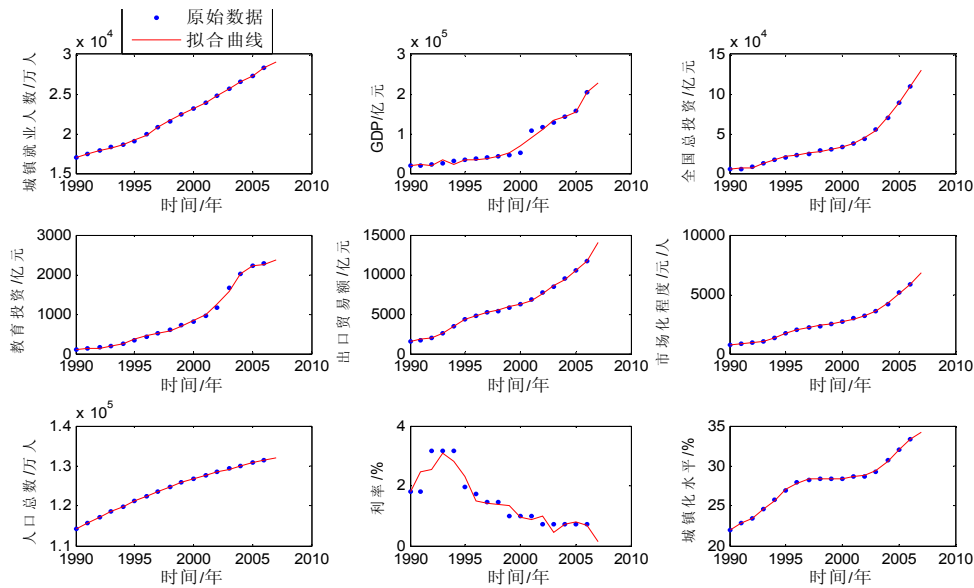 原始数据
拟合曲线
x 10⁴
3
2.5
2
1.5
1990 1995 2000 2005 2010
城镇就业人数/万人
时间/年
x 10⁵
3
2
1
0
1990 1995 2000 2005 2010
GDP/亿元
时间/年
x 10⁴
15
10
5
0
1990 1995 2000 2005 2010
全国总投资/亿元
时间/年
3000
2000
1000
0
1990 1995 2000 2005 2010
教育投资/亿元
时间/年
15000
10000
5000
0
1990 1995 2000 2005 2010
出口贸易额/亿元
时间/年
10000
5000
0
1990 1995 2000 2005 2010
市场化程度/元/人
时间/年
x 10⁵
1.4
1.3
1.2
1.1
1990 1995 2000 2005 2010
人口总数/万人
时间/年
4
2
0
1990 1995 2000 2005 2010
利率/%
时间/年
35
30
25
20
1990 1995 2000 2005 2010
城镇化水平/%
时间/年